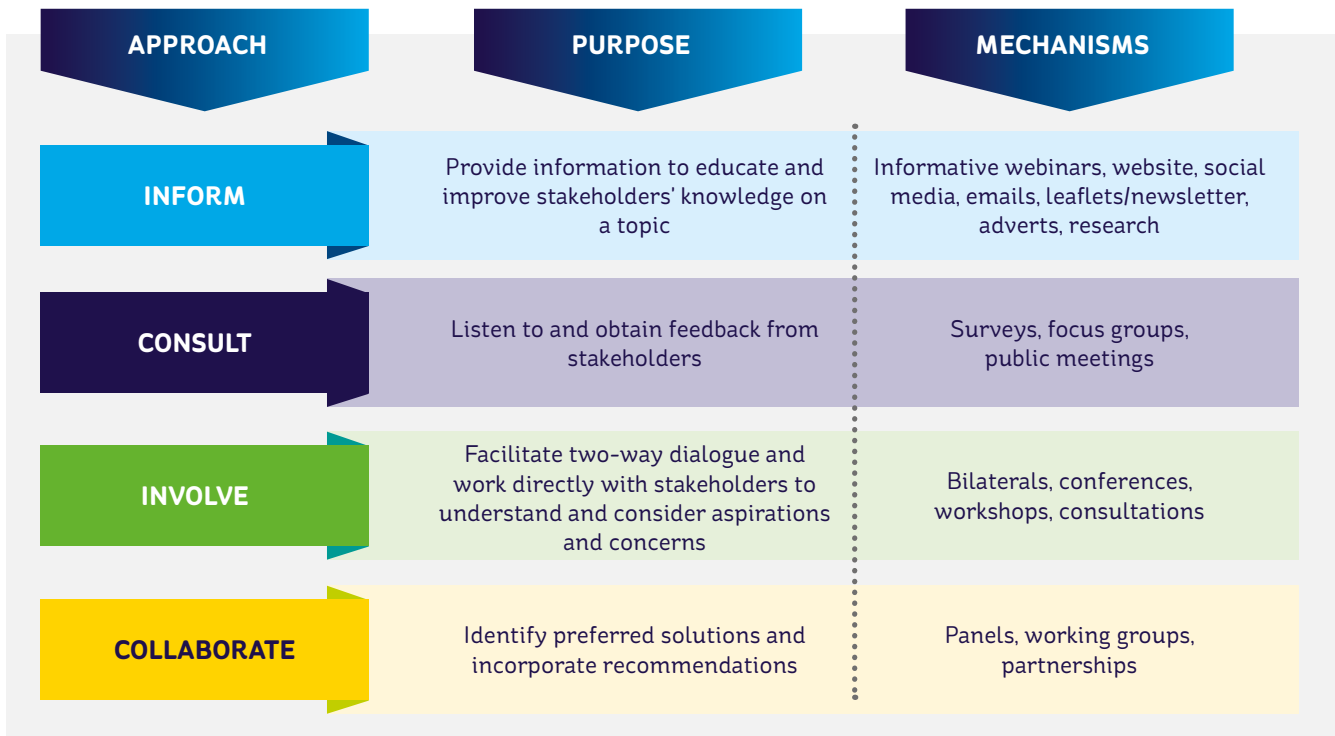 APPROACH
PURPOSE
MECHANISMS
INFORM
Provide information to educate and
improve stakeholders' knowledge on
a topic
Informative webinars, website, social
media, emails, leaflets/newsletter,
adverts, research
CONSULT
Listen to and obtain feedback from
stakeholders
Surveys, focus groups,
public meetings
INVOLVE
Facilitate two-way dialogue and
work directly with stakeholders to
understand and consider aspirations
and concerns
Bilaterals, conferences,
workshops, consultations
COLLABORATE
Identify preferred solutions and
incorporate recommendations
Panels, working groups,
partnerships